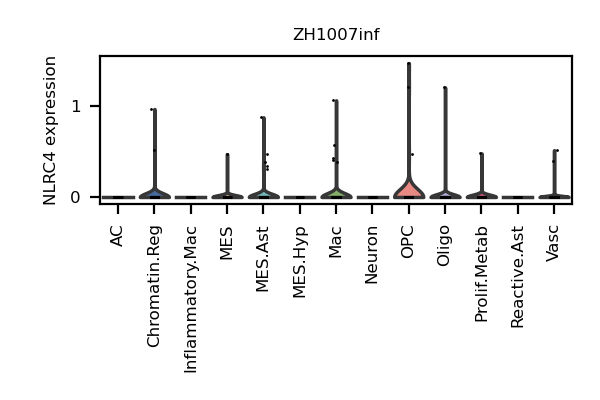 ZH1007inf
NLRC4 expression
1
0
AC
Chromatin.Reg
Inflammatory.Mac
MES
MES.Ast
MES.Hyp
Mac
Neuron
OPC
Oligo
Prolif.Metab
Reactive.Ast
Vasc